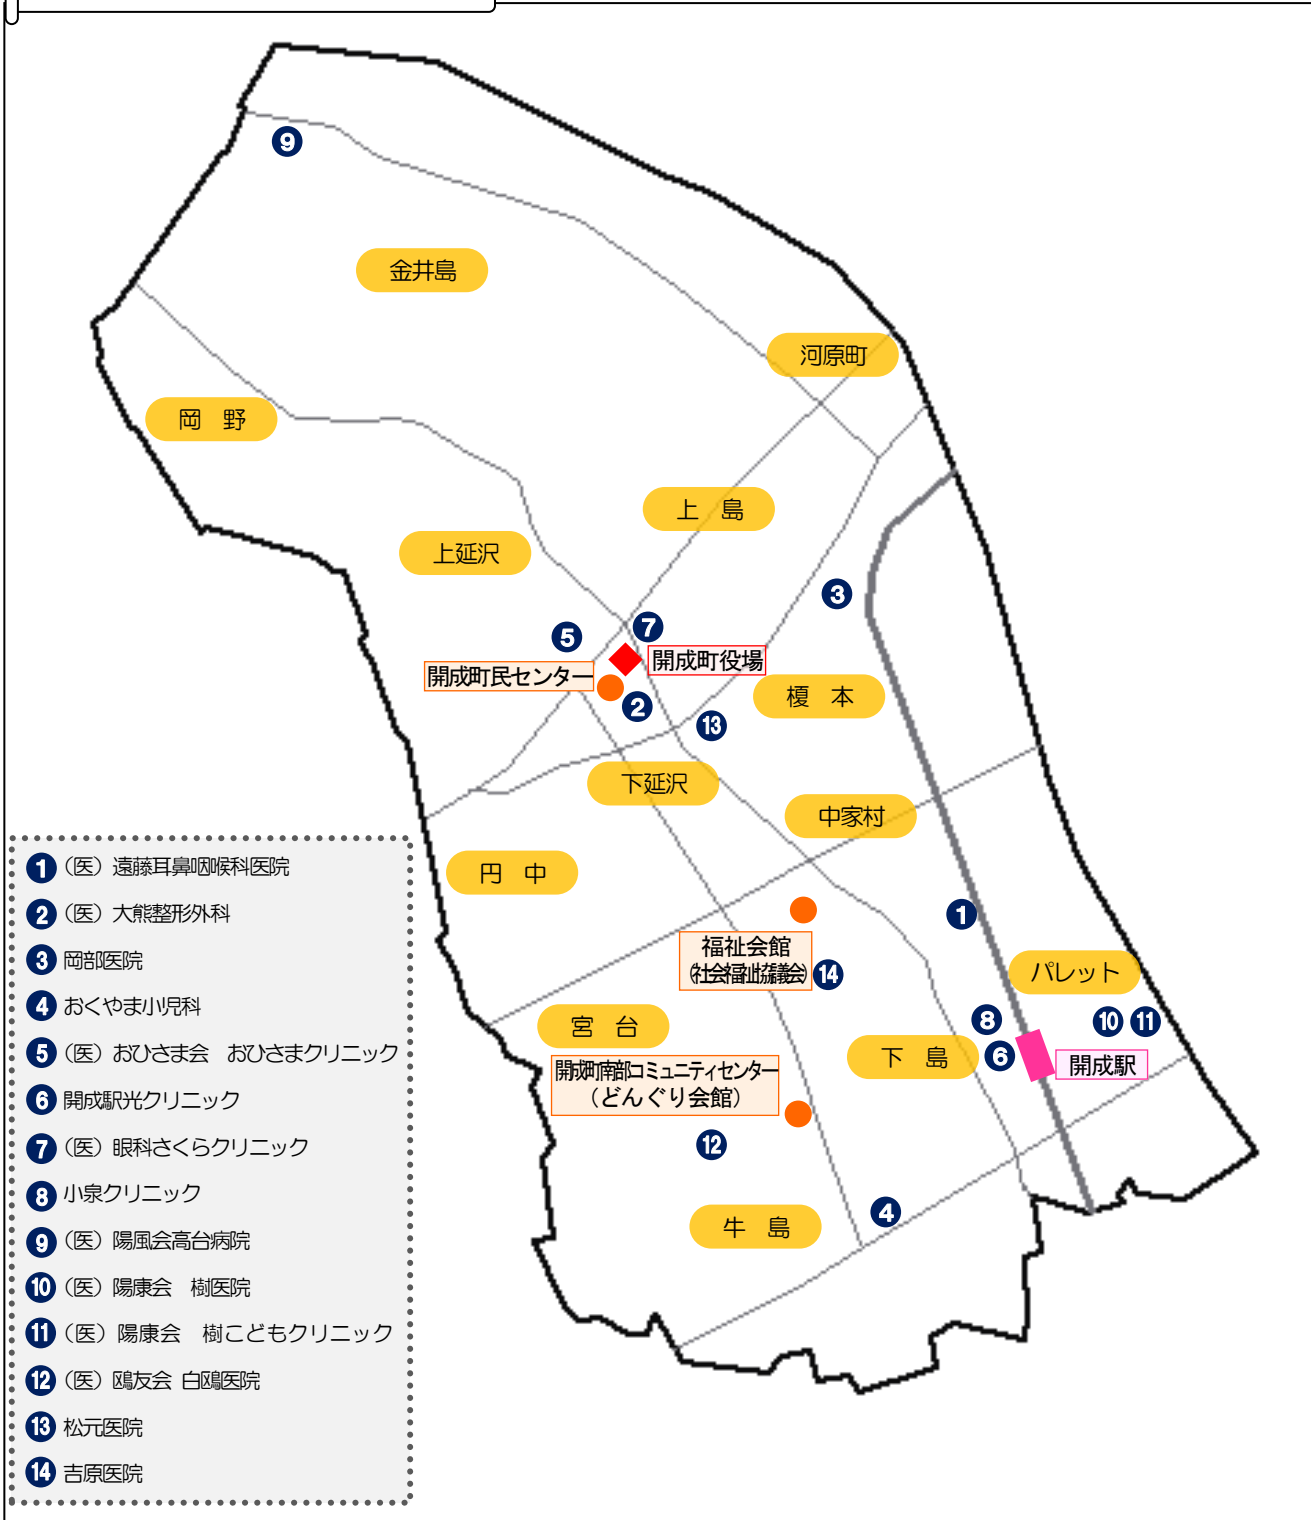 9
金井島
河原町
岡　野
上　島
上延沢
3
5
7
開成町役場
開成町民センター
榎　本
2
13
下延沢
中家村
円　中
1
福祉会館
（社会福祉協議会）
14
パレット
宮　台
8
10
11
下　島
6
開成駅
開成町南部コミュニティセンター
（どんぐり会館）
12
4
牛　島
1 （医）遠藤耳鼻咽喉科医院
2 （医）大熊整形外科
3 岡部医院
4 おくやま小児科
5 （医）おひさま会　おひさまクリニック
6 開成駅光クリニック
7 （医）眼科さくらクリニック
8 小泉クリニック
9 （医）陽風会高台病院
10 （医）陽康会　樹医院
11 （医）陽康会　樹こどもクリニック
12 （医）鴎友会 白鴎医院
13 松元医院
14 吉原医院